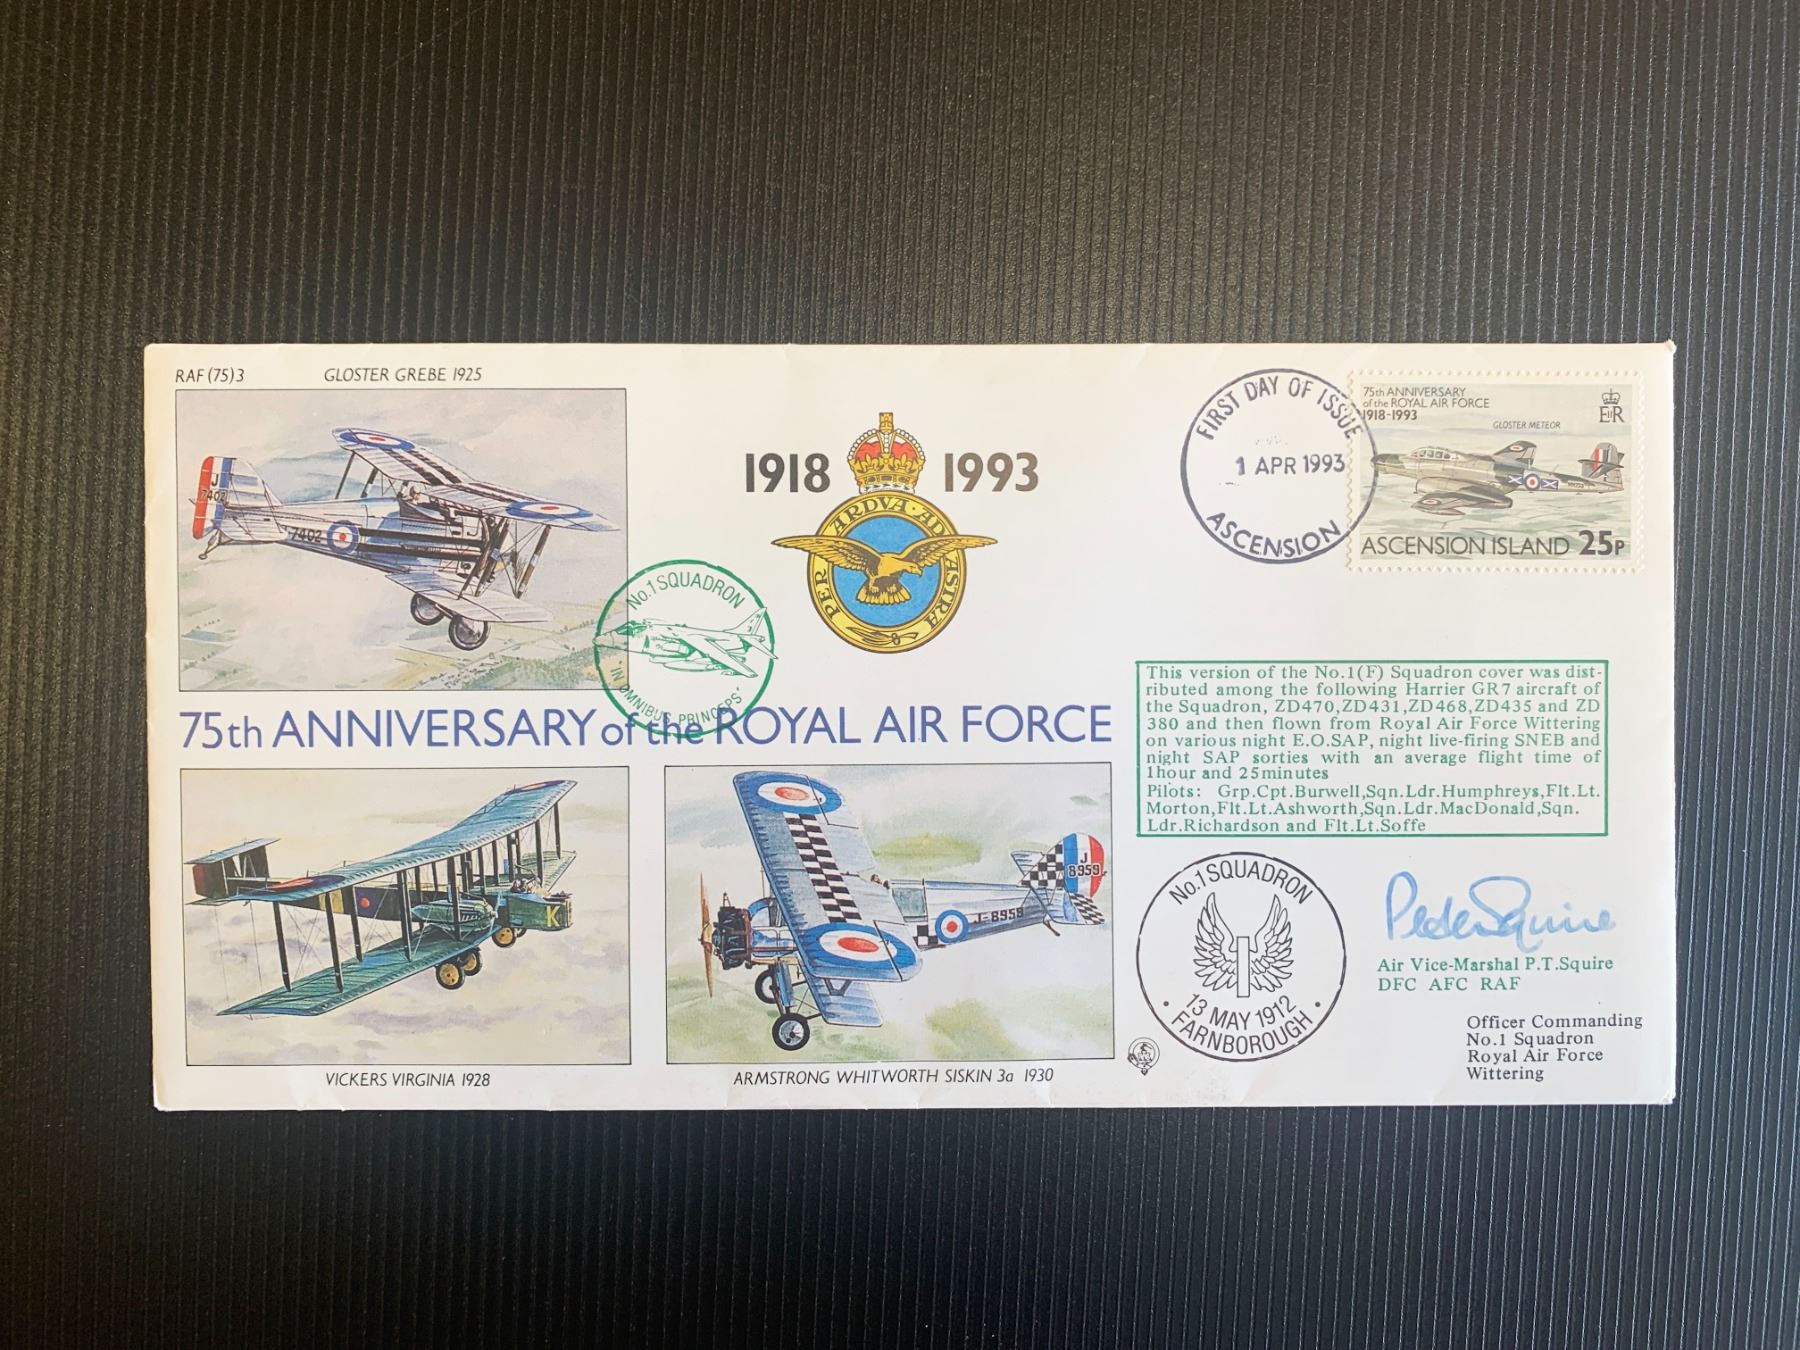 RAF (75)3
GLOSTER GREBE 1925
J
7402
7402
1918 1993
PER ARDVA · AD ASTRA
FIRST DAY OF ISSUE
1 APR 1993
ASCENSION
75th ANNIVERSARY
of the ROYAL AIR FORCE
1918-1993
EIIR
GLOSTER METEOR
ASCENSION ISLAND 25P
No.1 SQUADRON
'IN OMNIBUS PRINCEPS'
75th ANNIVERSARY of the ROYAL AIR FORCE
This version of the No.1(F) Squadron cover was dist-
ributed among the following Harrier GR7 aircraft of
the Squadron, ZD470,ZD431,ZD468,ZD435 and ZD
380 and then flown from Royal Air Force Wittering
on various night E.O.SAP, night live-firing SNEB and
night SAP sorties with an average flight time of
1hour and 25minutes
Pilots: Grp.Cpt.Burwell,Sqn.Ldr.Humphreys,Flt.Lt.
Morton,Flt.Lt.Ashworth,Sqn.Ldr.MacDonald,Sqn.
Ldr.Richardson and Flt.Lt.Soffe
K
VICKERS VIRGINIA 1928
J
8959
J-8959
ARMSTRONG WHITWORTH SISKIN 3a 1930
No.1 SQUADRON
1
· 13 MAY 1912 ·
FARNBOROUGH
Peter Squire
Air Vice-Marshal P.T.Squire
DFC AFC RAF
Officer Commanding
No.1 Squadron
Royal Air Force
Wittering